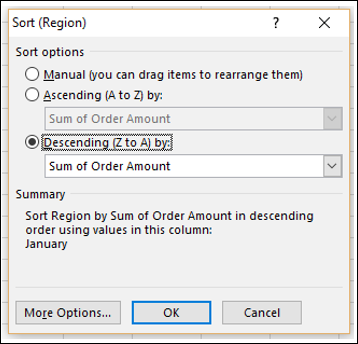 Sort (Region)
Sort options
Manual (you can drag items to rearrange them)
Ascending (A to Z) by:
Sum of Order Amount
Descending (Z to A) by:
Sum of Order Amount
Summary
Sort Region by Sum of Order Amount in descending
order using values in this column:
January
More Options...
OK
Cancel